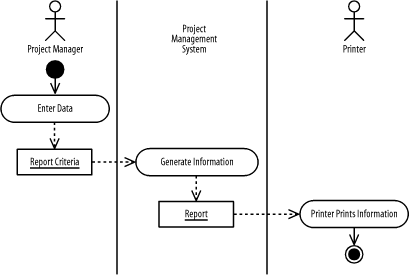 Project Manager
Project
Management
System
Printer
Enter Data
Report Criteria
Generate Information
Report
Printer Prints Information